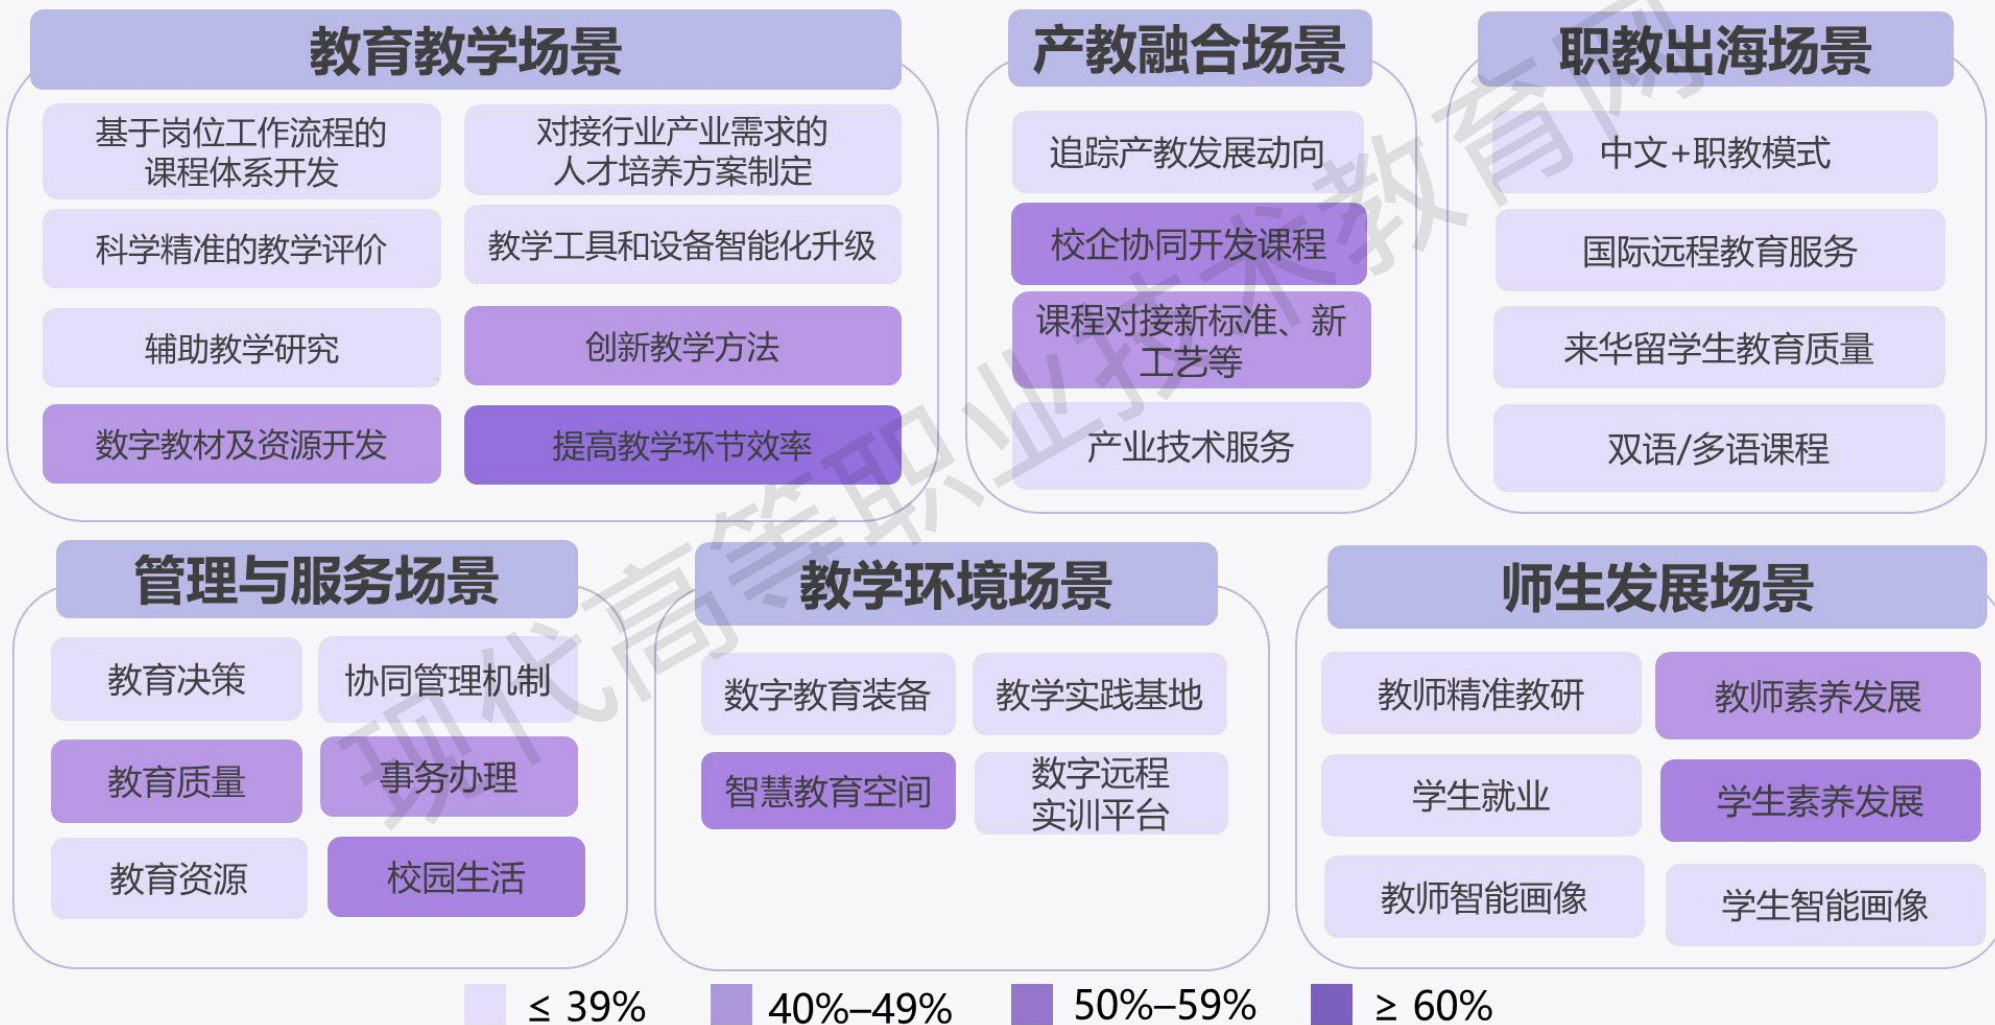 教育教学场景
基于岗位工作流程的
课程体系开发
对接行业产业需求的
人才培养方案制定
科学精准的教学评价
教学工具和设备智能化升级
辅助教学研究
创新教学方法
数字教材及资源开发
提高教学环节效率
产教融合场景
追踪产教发展动向
校企协同开发课程
课程对接新标准、新
工艺等
产业技术服务
职教出海场景
中文+职教模式
国际远程教育服务
来华留学生教育质量
双语/多语课程
管理与服务场景
教育决策
协同管理机制
教育质量
事务办理
教育资源
校园生活
教学环境场景
数字教育装备
教学实践基地
智慧教育空间
数字远程
实训平台
师生发展场景
教师精准教研
教师素养发展
学生就业
学生素养发展
教师智能画像
学生智能画像
≤ 39%
40%–49%
50%–59%
≥ 60%
现代高等职业技术教育网